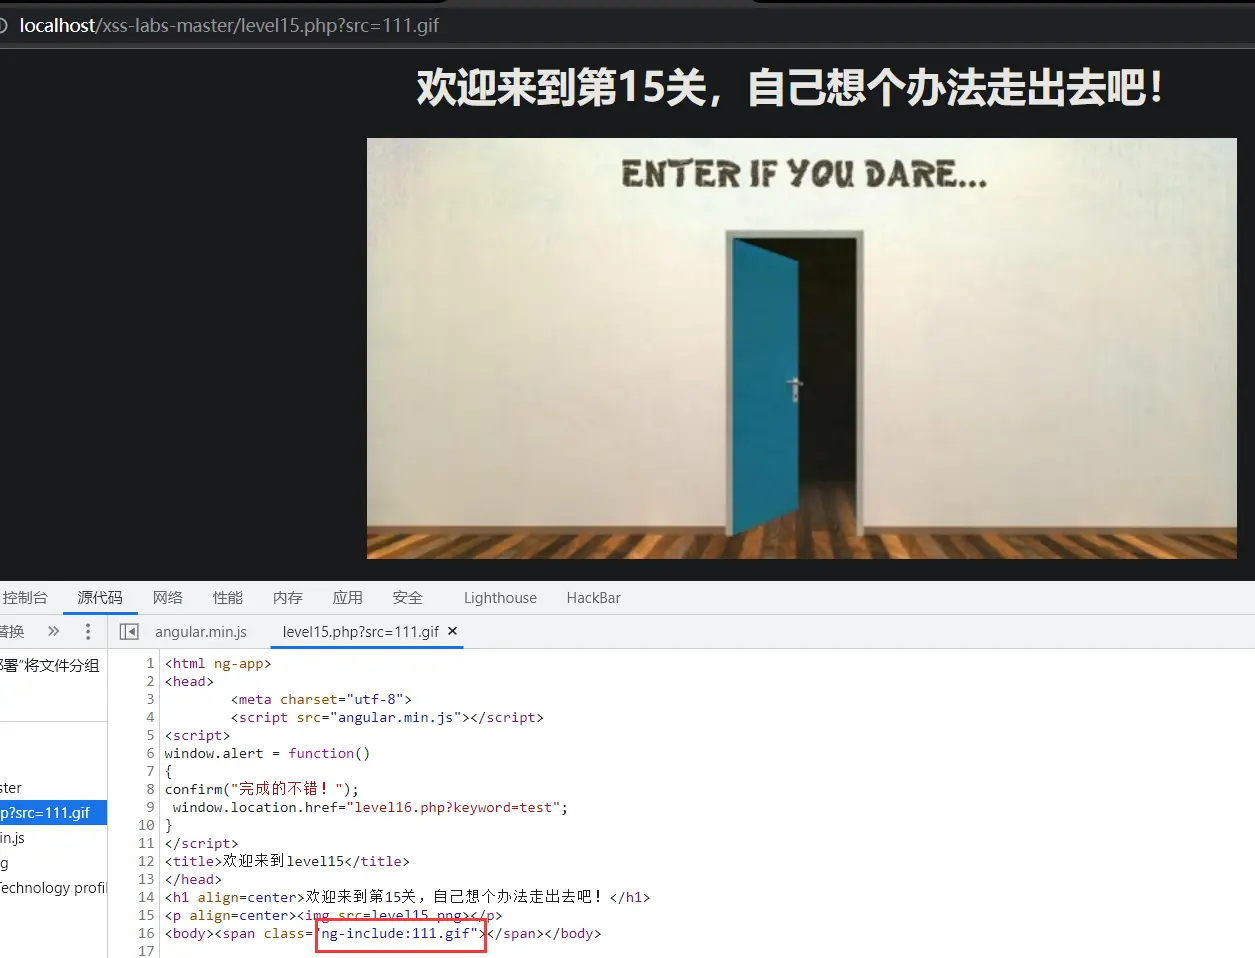 localhost/xss-labs-master/level15.php?src=111.gif
欢迎来到第15关，自己想个办法走出去吧！
ENTER IF YOU DARE...
控制台 源代码 网络 性能 内存 应用 安全 Lighthouse HackBar
替换 » angular.min.js level15.php?src=111.gif ×
署”将文件分组
ster
p?src=111.gif
in.js
g
Technology profil
1 <html ng-app>
2 <head>
3 <meta charset="utf-8">
4 <script src="angular.min.js"></script>
5 <script>
6 window.alert = function()
7 {
8 confirm("完成的不错！");
9 window.location.href="level16.php?keyword=test";
10 }
11 </script>
12 <title>欢迎来到level15</title>
13 </head>
14 <h1 align=center>欢迎来到第15关，自己想个办法走出去吧！</h1>
15 <p align=center><img src=level15.png></p>
16 <body><span class="ng-include:111.gif"></span></body>
17